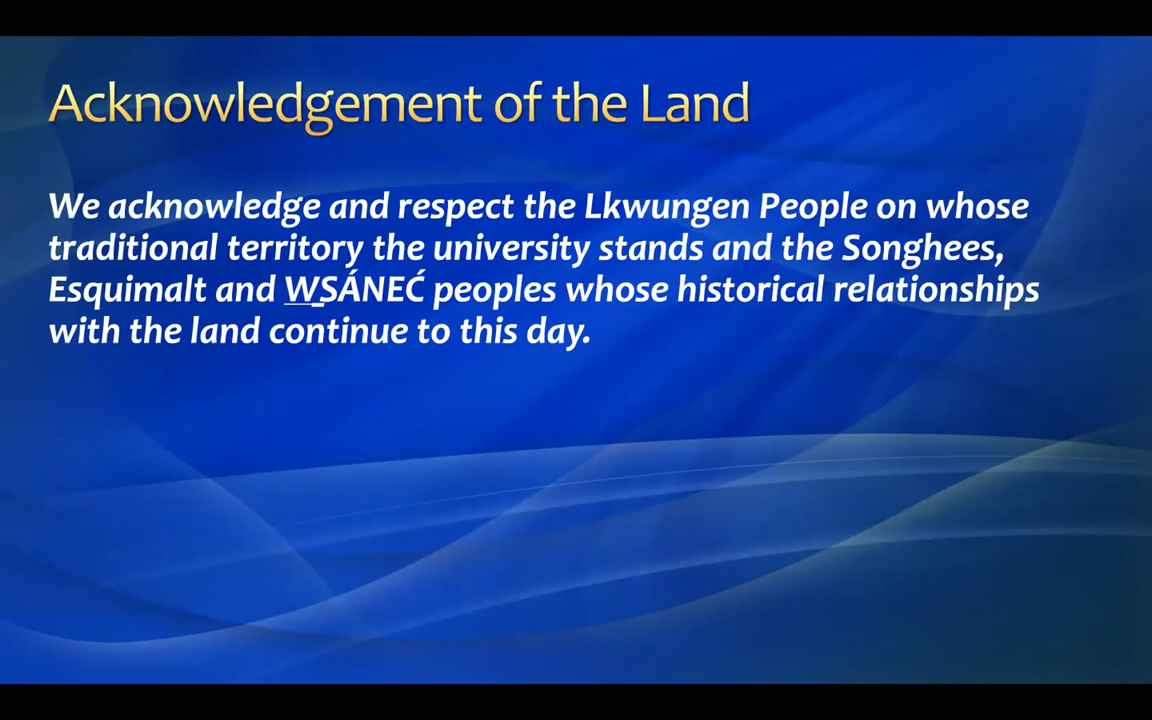 Acknowledgement of the Land
We acknowledge and respect the Lkwungen People on whose
traditional territory the university stands and the Songhees,
Esquimalt and W̱SÁNEĆ peoples whose historical relationships
with the land continue to this day.